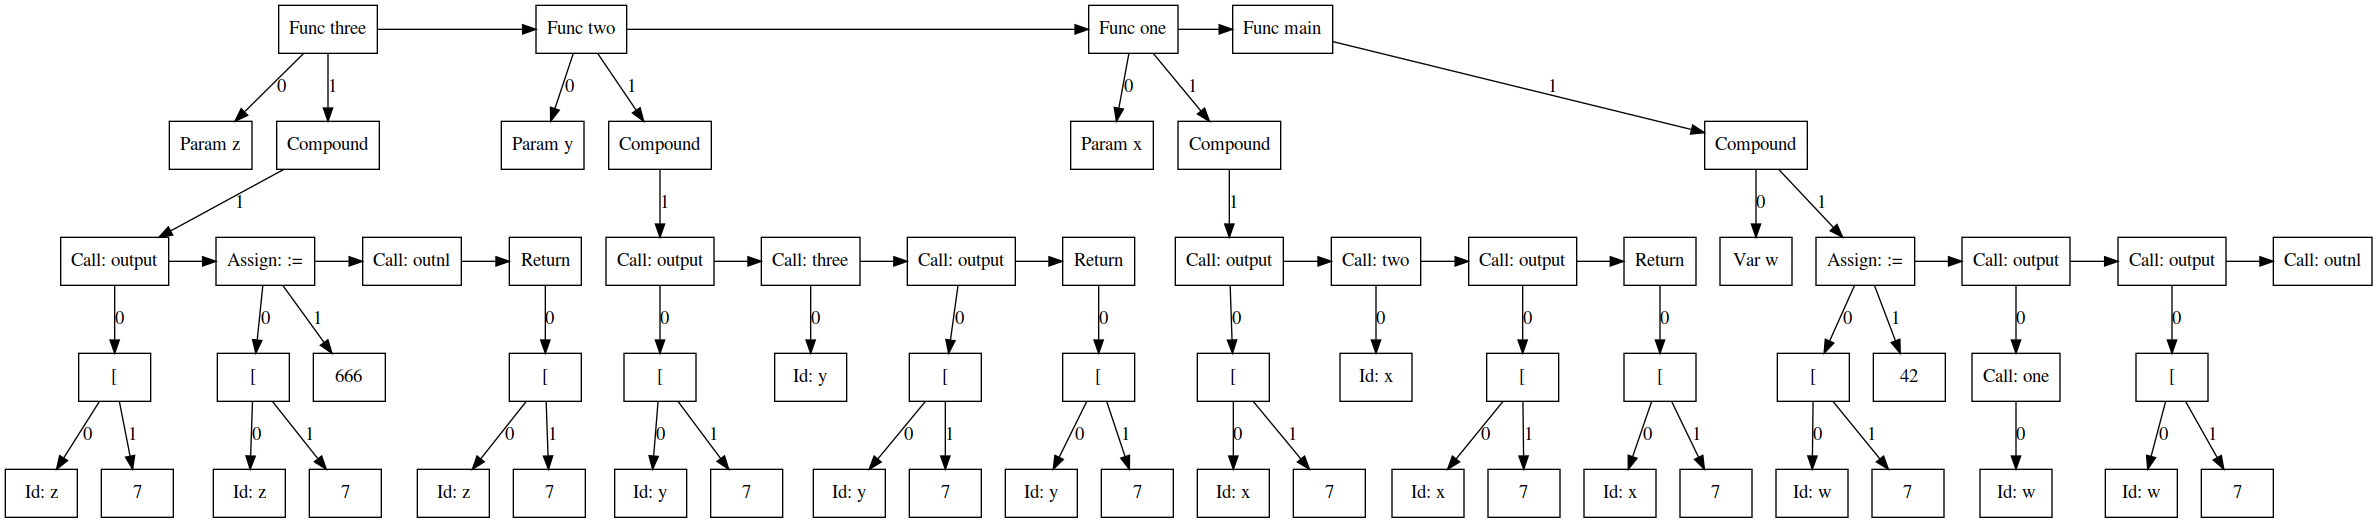 Func three
Func two
Func one
Func main
0
1
0
1
0
1
1
Param z
Compound
Param y
Compound
Param x
Compound
Compound
1
1
1
0
1
Call: output
Assign: :=
Call: outnl
Return
Call: output
Call: three
Call: output
Return
Call: output
Call: two
Call: output
Return
Var w
Assign: :=
Call: output
Call: output
Call: outnl
0
0
1
0
0
0
0
0
0
0
0
0
0
1
0
0
[
[
666
[
[
Id: y
[
[
[
Id: x
[
[
[
42
Call: one
[
0
1
0
1
0
1
0
1
0
1
0
1
0
1
0
1
0
1
0
1
0
0
1
Id: z
7
Id: z
7
Id: z
7
Id: y
7
Id: y
7
Id: y
7
Id: x
7
Id: x
7
Id: x
7
Id: w
7
Id: w
Id: w
7